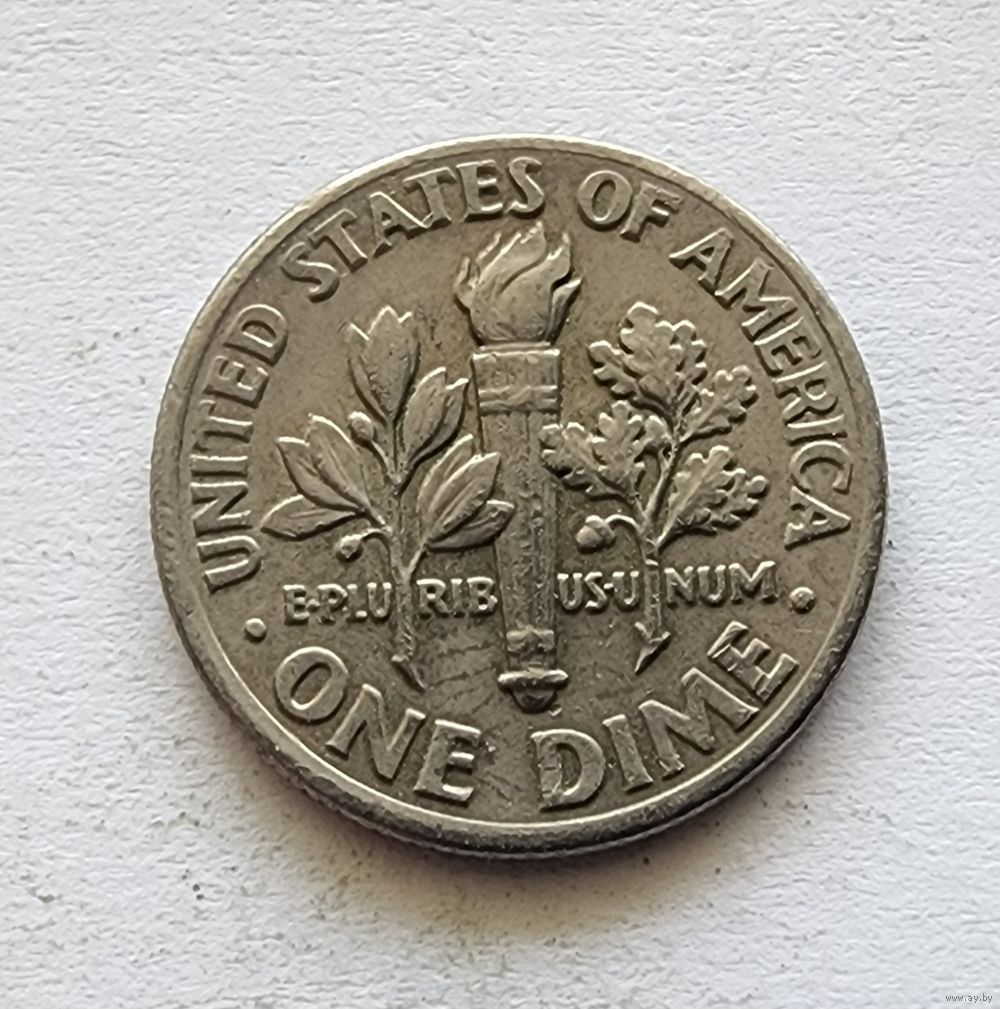 UNITED STATES OF AMERICA
E·PLU RIB US·U NUM
· ONE DIME ·
www.ay.by